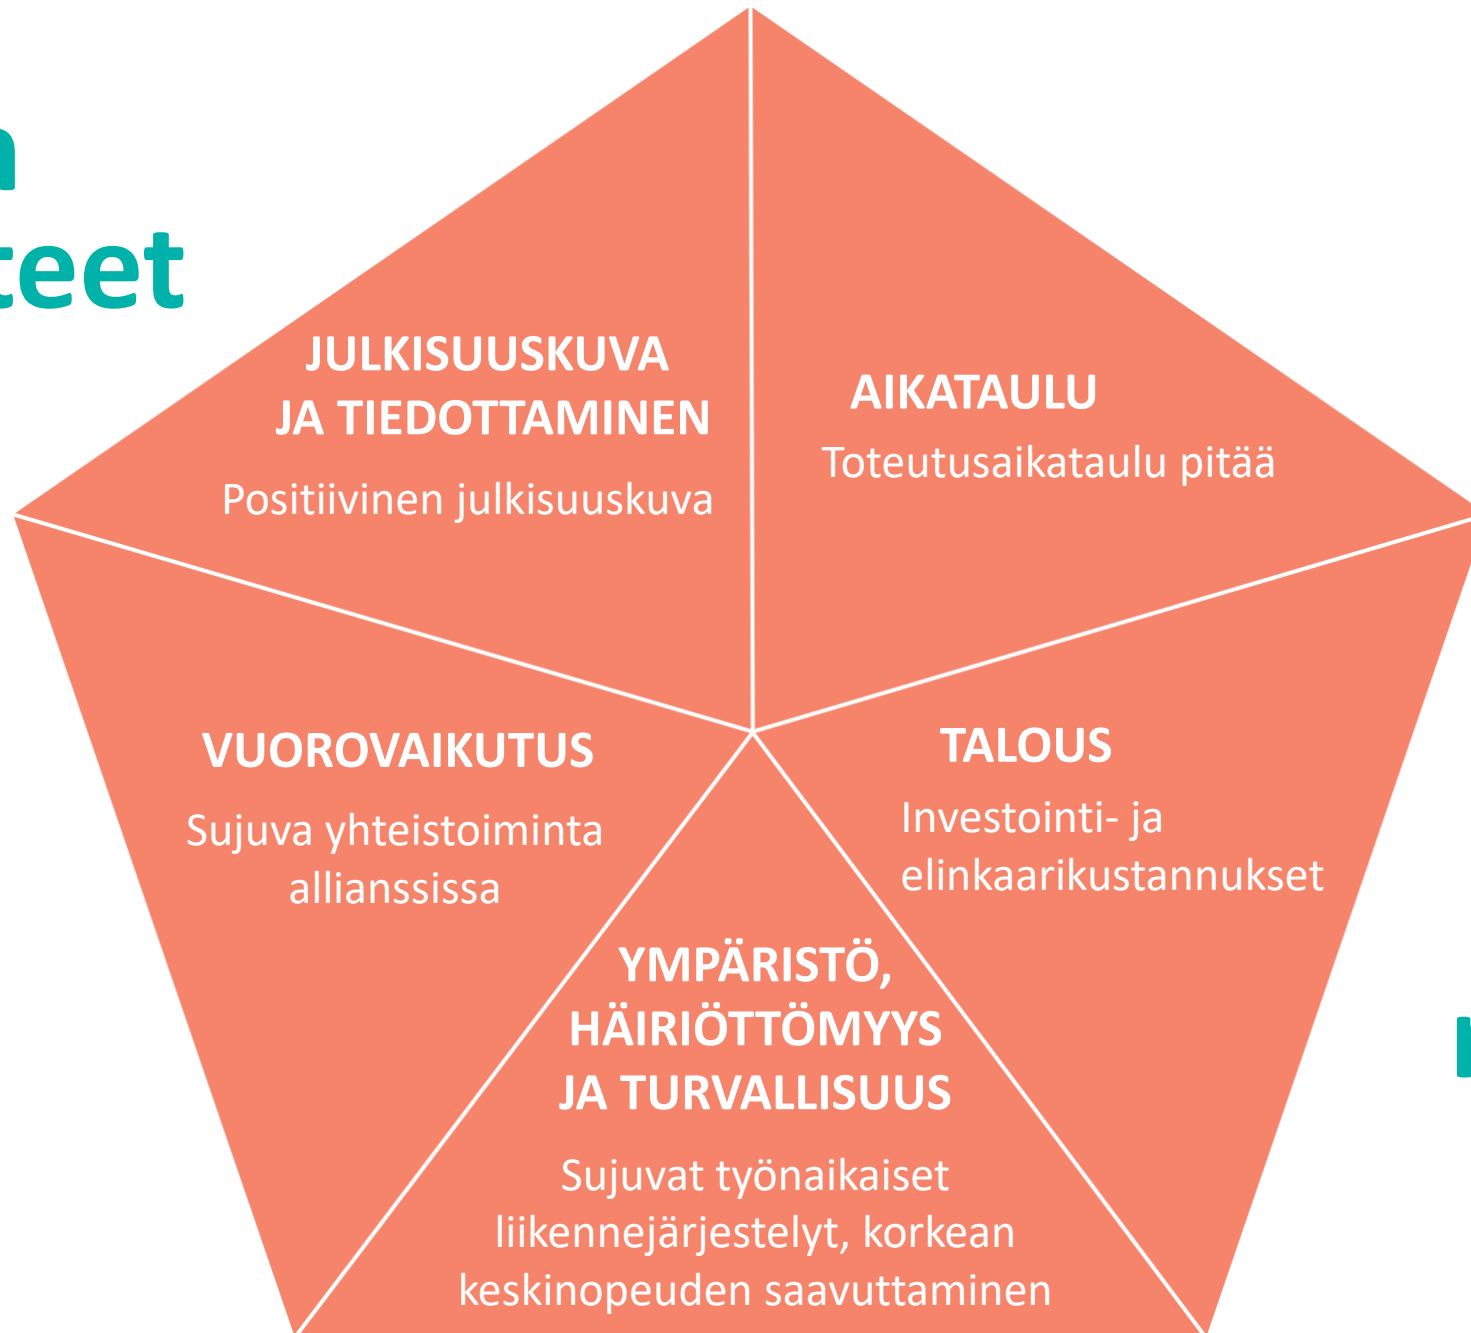 JULKISUUSKUVA
JA TIEDOTTAMINEN
Positiivinen julkisuuskuva
AIKATAULU
Toteutusaikataulu pitää
VUOROVAIKUTUS
Sujuva yhteistoiminta
allianssissa
TALOUS
Investointi- ja
elinkaarikustannukset
YMPÄRISTÖ,
HÄIRIÖTTÖMYYS
JA TURVALLISUUS
Sujuvat työnaikaiset
liikennejärjestelyt, korkean
keskinopeuden saavuttaminen